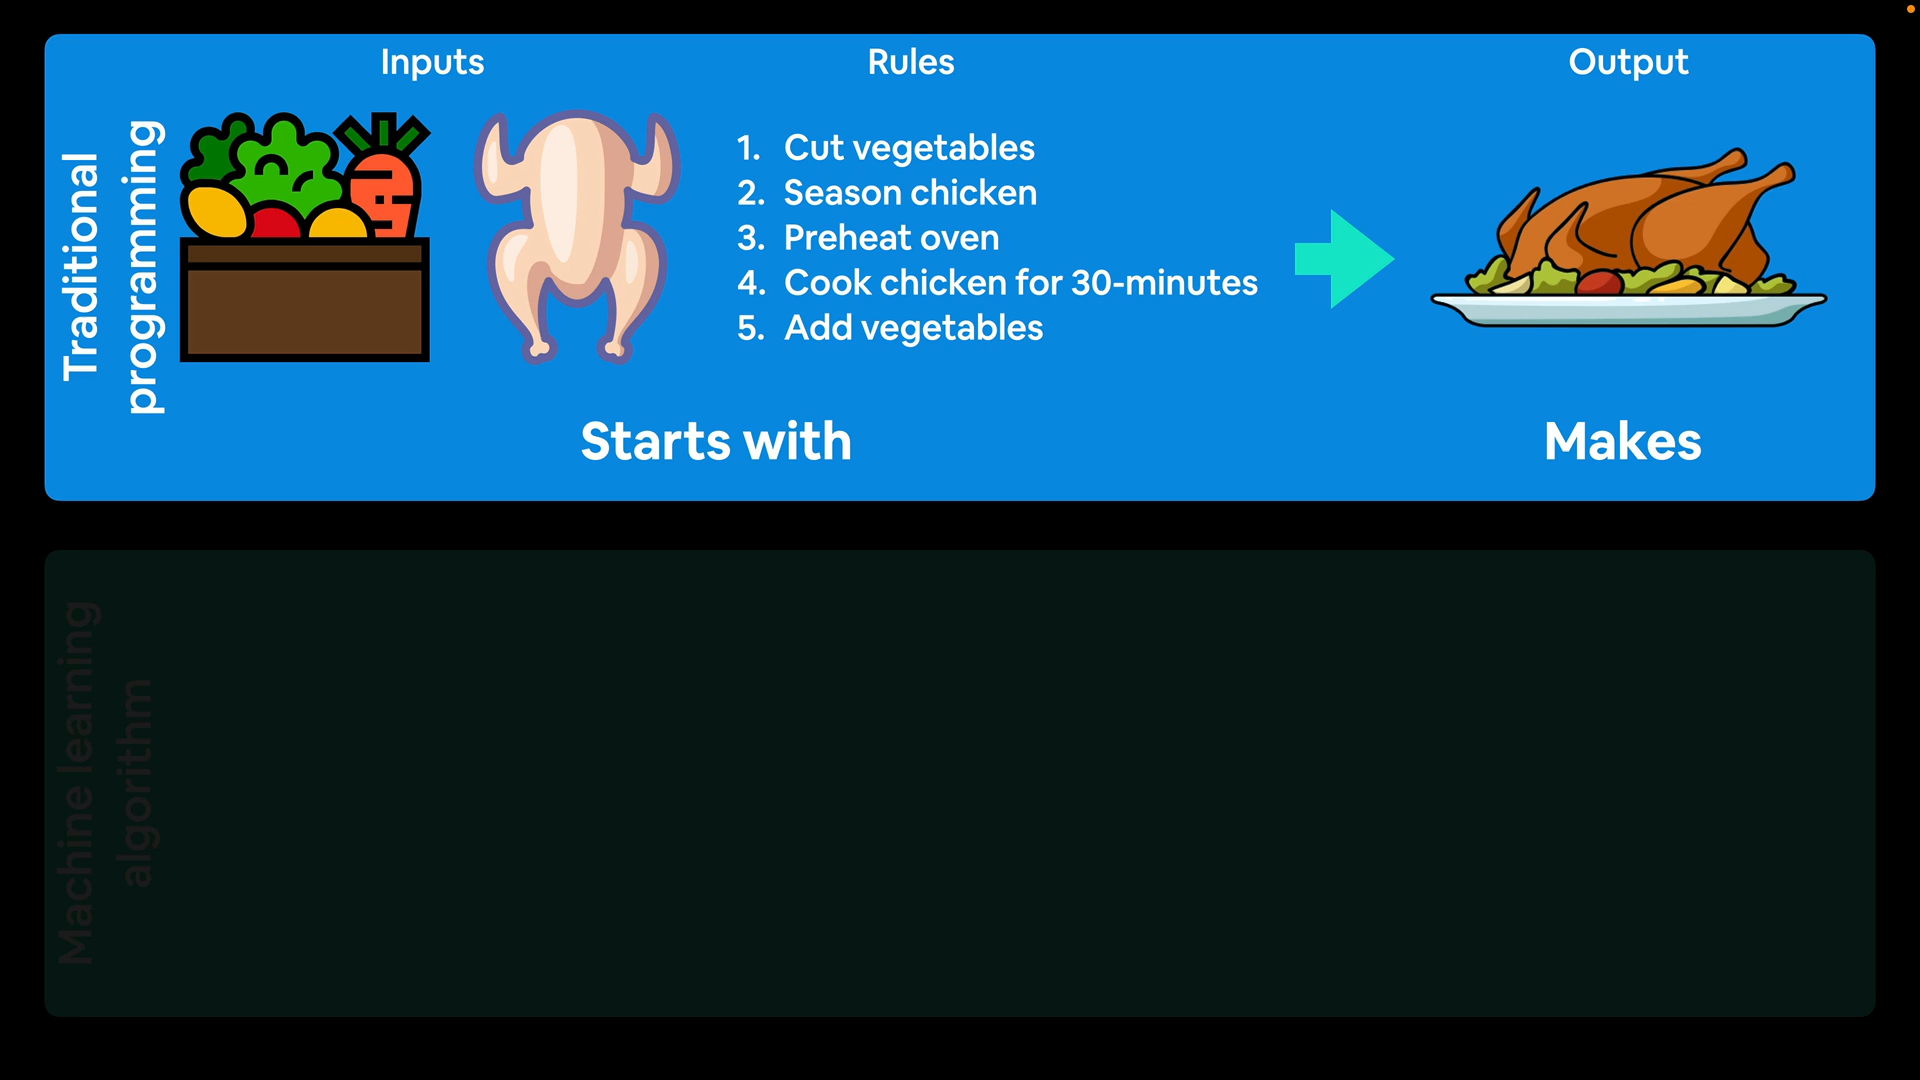 Inputs
Rules
Output
Traditional
programming
1. Cut vegetables
2. Season chicken
3. Preheat oven
4. Cook chicken for 30-minutes
5. Add vegetables
Starts with
Makes
Machine learning
algorithm